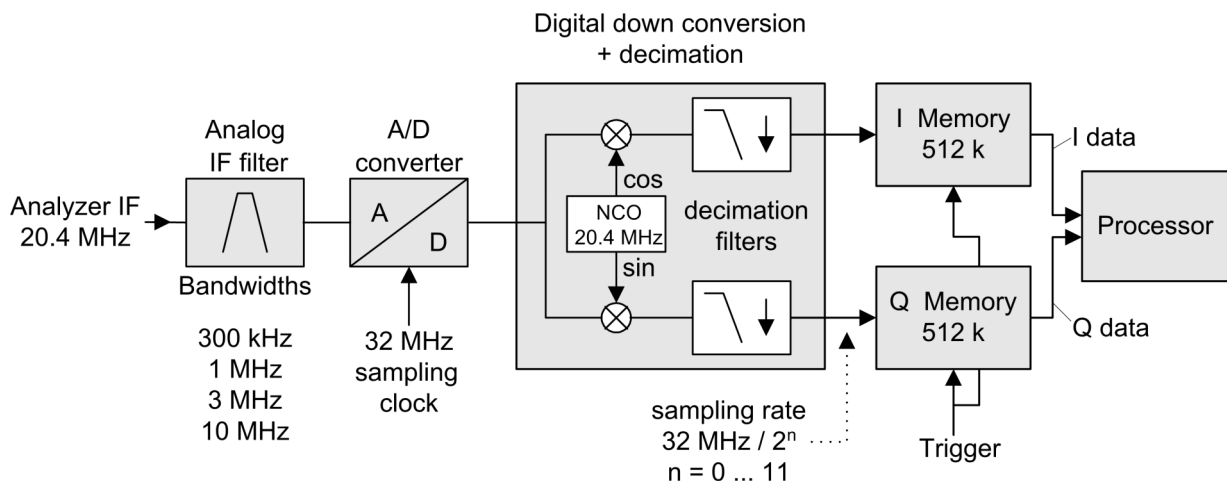 Digital down conversion
+ decimation
Analog
IF filter
A/D
converter
Analyzer IF
20.4 MHz
A
D
cos
NCO
20.4 MHz
sin
decimation
filters
I Memory
512 k
I data
Processor
Q Memory
512 k
Q data
Bandwidths
300 kHz
1 MHz
3 MHz
10 MHz
32 MHz
sampling
clock
sampling rate
32 MHz / 2ⁿ
n = 0 ... 11
Trigger